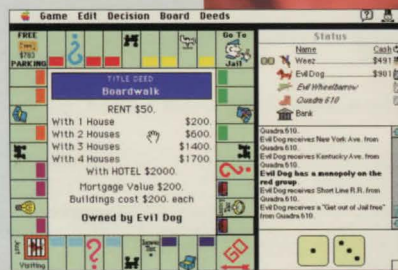 Game Edit Decision Board Deeds
FREE
$783
PARKING
Go To
Jail
TITLE DEED
Boardwalk
RENT $50.
With 1 House $200.
With 2 Houses $600.
With 3 Houses $1400.
With 4 Houses $1700
With HOTEL $2000.
Mortgage Value $200.
Buildings cost $200. each
Owned by Evil Dog
Just
Visiting
GO
Status
Name Cash
GO Weez $491
Evil Dog $901
Evil Wheelbarrow
Quadra 610
Bank
Quadra 610.
Evil Dog receives New York Ave. from
Quadra 610.
Evil Dog receives Kentucky Ave. from
Quadra 610.
Evil Dog has a monopoly on the
red group.
Evil Dog receives Short Line R.R. from
Quadra 610.
Evil Dog receives a "Get out of Jail free"
from Quadra 610.